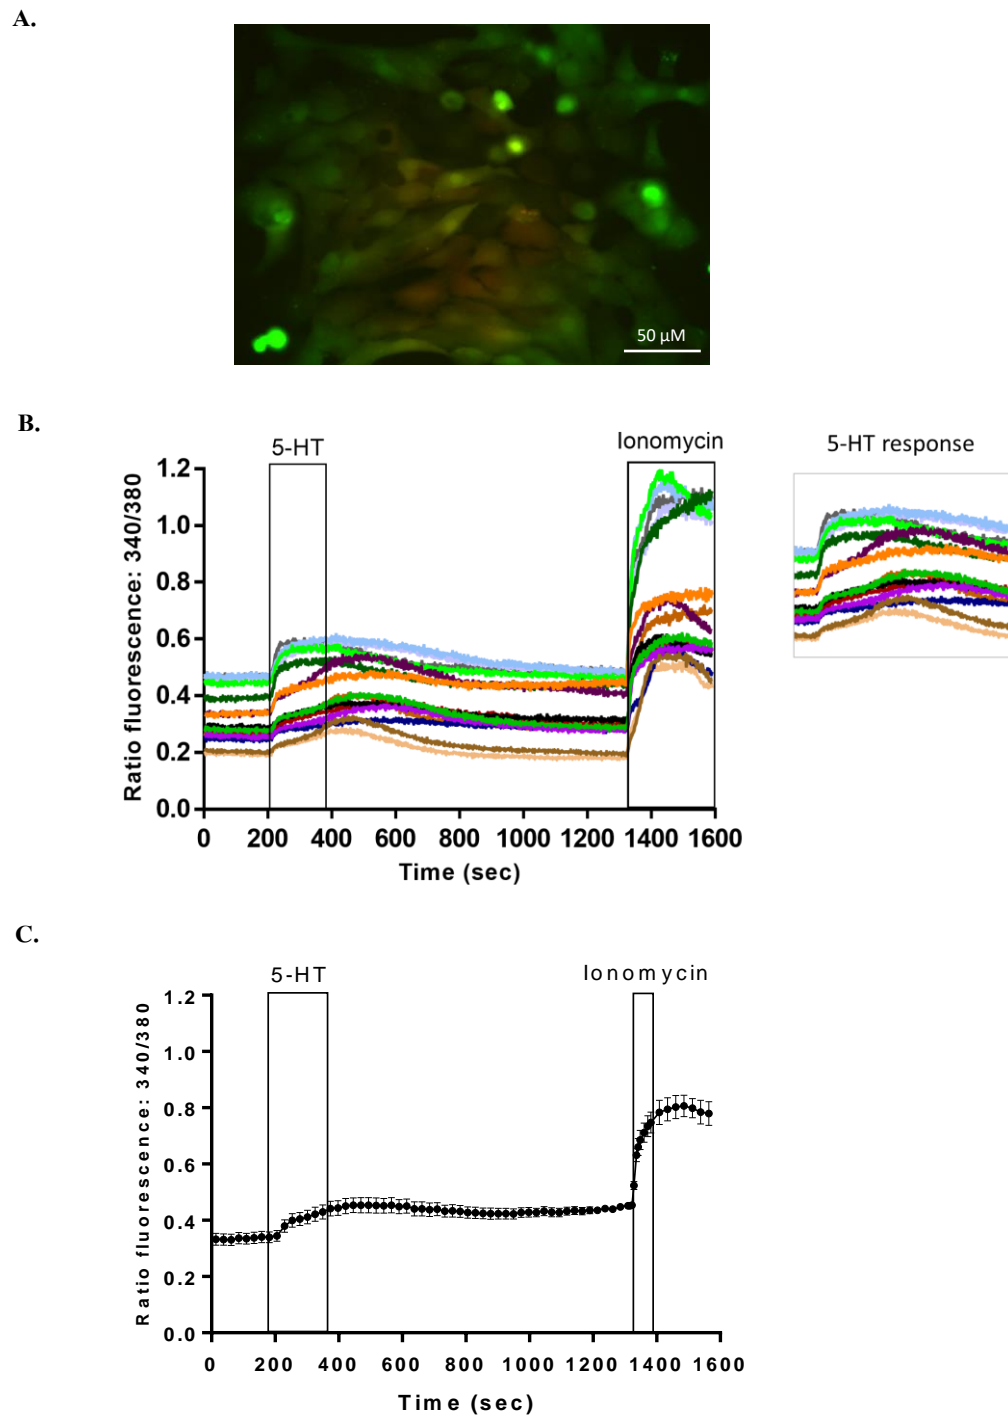 A.
50 μM
B.
5-HT
Ionomycin
5-HT response
Ratio fluorescence: 340/380
1.2
1.0
0.8
0.6
0.4
0.2
0.0
0 200 400 600 800 1000 1200 1400 1600
Time (sec)
C.
5-HT
Ionomycin
Ratio fluorescence: 340/380
1.2
1.0
0.8
0.6
0.4
0.2
0.0
0 200 400 600 800 1000 1200 1400 1600
Time (sec)